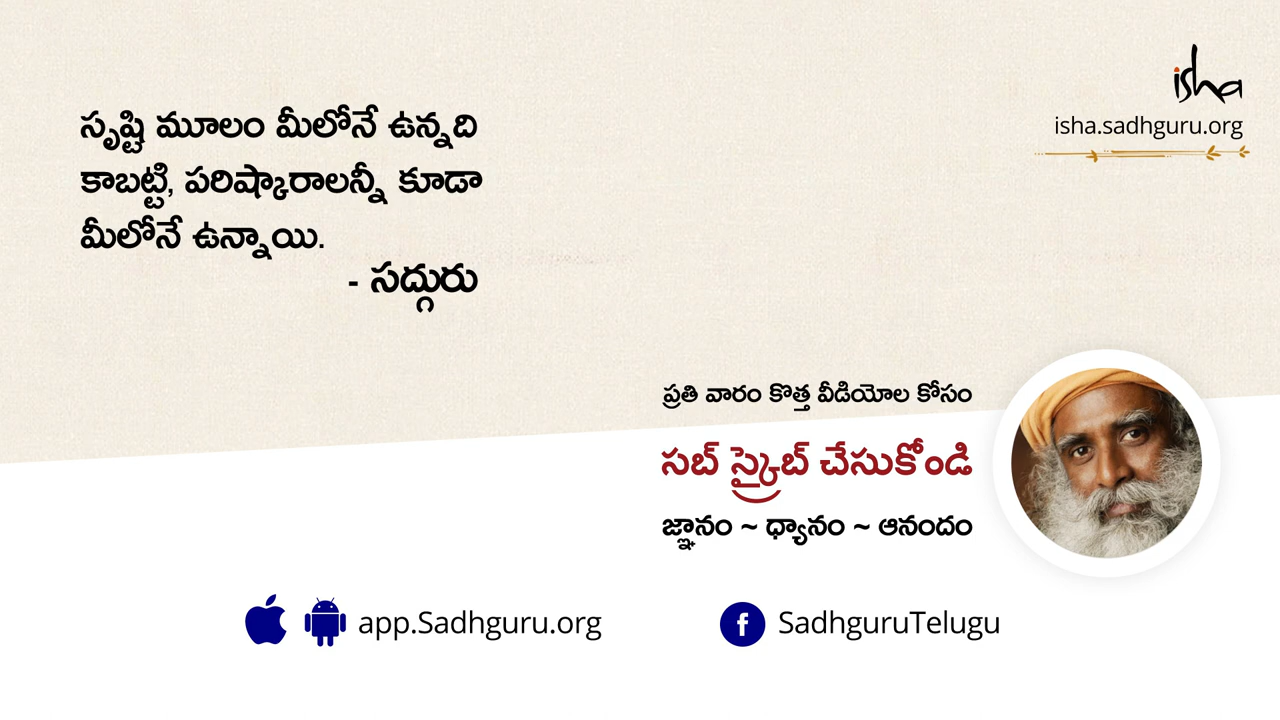 సృష్టి మూలం మీలోనే ఉన్నది
కాబట్టి, పరిష్కారాలన్నీ కూడా
మీలోనే ఉన్నాయి.
- సద్గురు
isha
isha.sadhguru.org
ప్రతి వారం కొత్త వీడియోల కోసం
సబ్ స్క్రైబ్ చేసుకోండి
జ్ఞానం ~ ధ్యానం ~ ఆనందం
app.Sadhguru.org
SadhguruTelugu